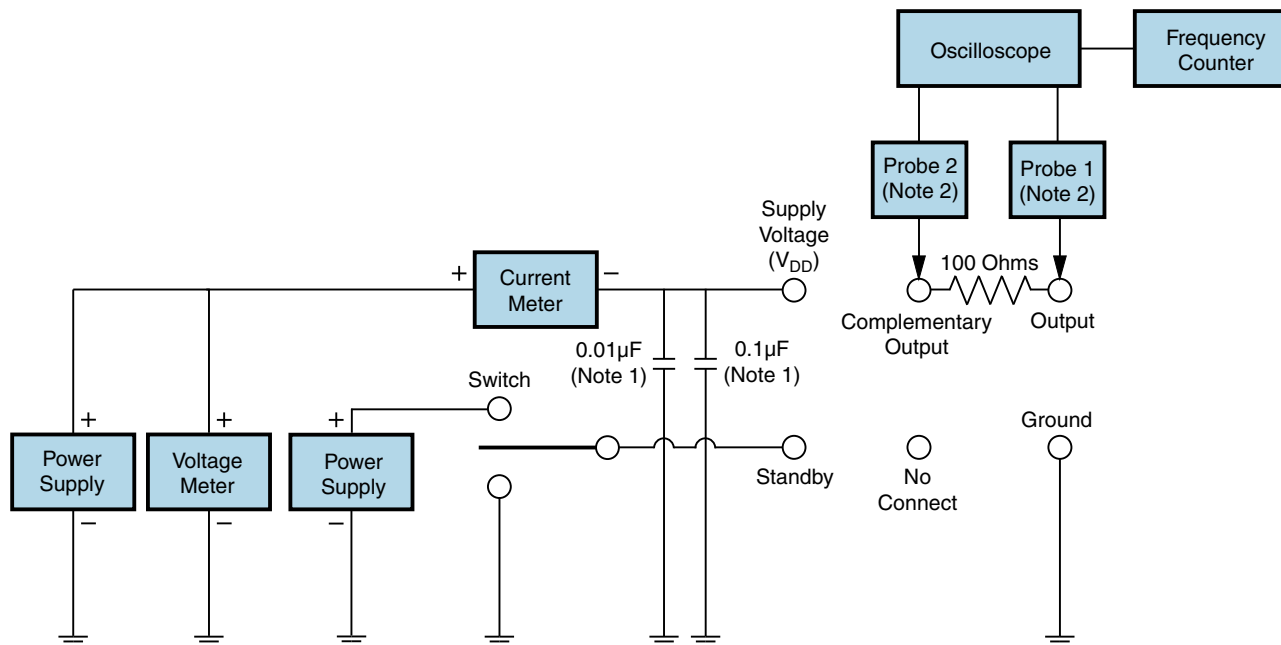 Oscilloscope
Frequency
Counter
Probe 2
(Note 2)
Probe 1
(Note 2)
Supply
Voltage
(V_DD)
100 Ohms
+
Current
Meter
−
Complementary
Output
Output
0.01µF
(Note 1)
0.1µF
(Note 1)
Switch
+
Power
Supply
−
+
Voltage
Meter
−
+
Power
Supply
−
Standby
No
Connect
Ground